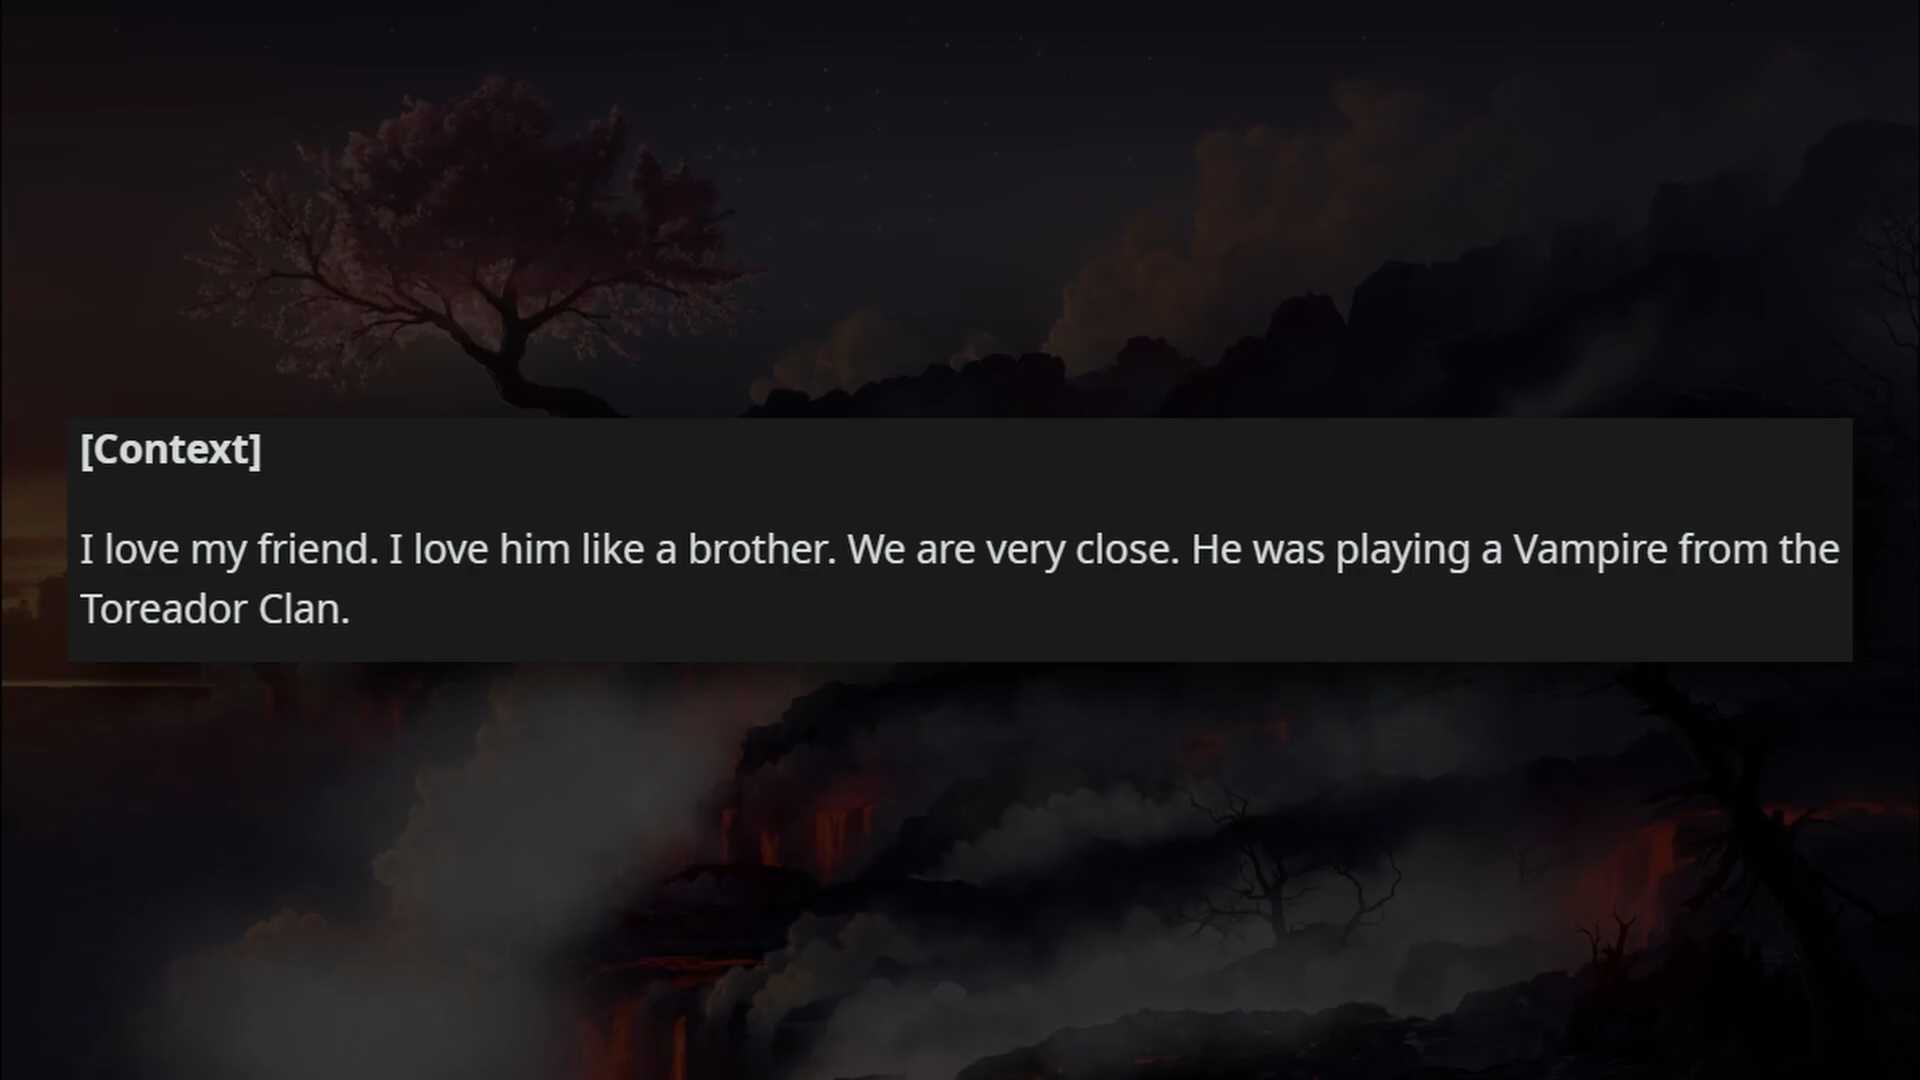 [Context]
I love my friend. I love him like a brother. We are very close. He was playing a Vampire from the
Toreador Clan.